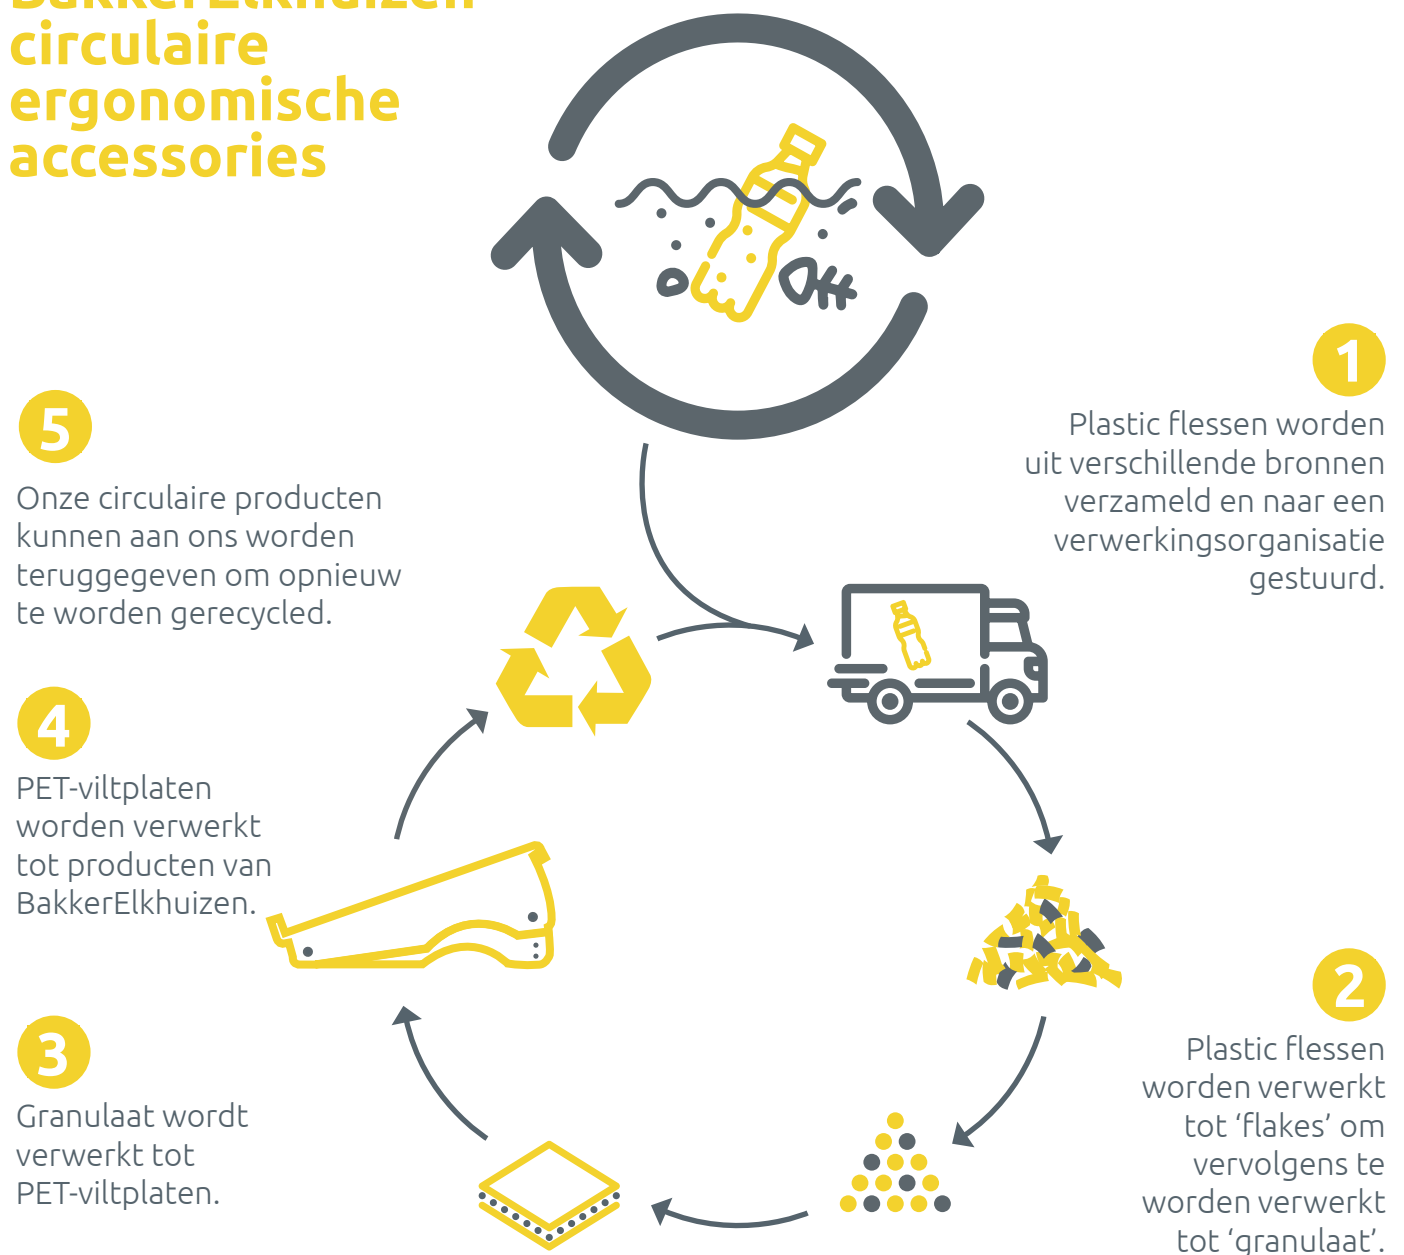 BakkerElkhuizen
circulaire
ergonomische
accessories
1
Plastic flessen worden
uit verschillende bronnen
verzameld en naar een
verwerkingsorganisatie
gestuurd.
2
Plastic flessen
worden verwerkt
tot ‘flakes’ om
vervolgens te
worden verwerkt
tot ‘granulaat’.
3
Granulaat wordt
verwerkt tot
PET-viltplaten.
4
PET-viltplaten
worden verwerkt
tot producten van
BakkerElkhuizen.
5
Onze circulaire producten
kunnen aan ons worden
teruggegeven om opnieuw
te worden gerecycled.